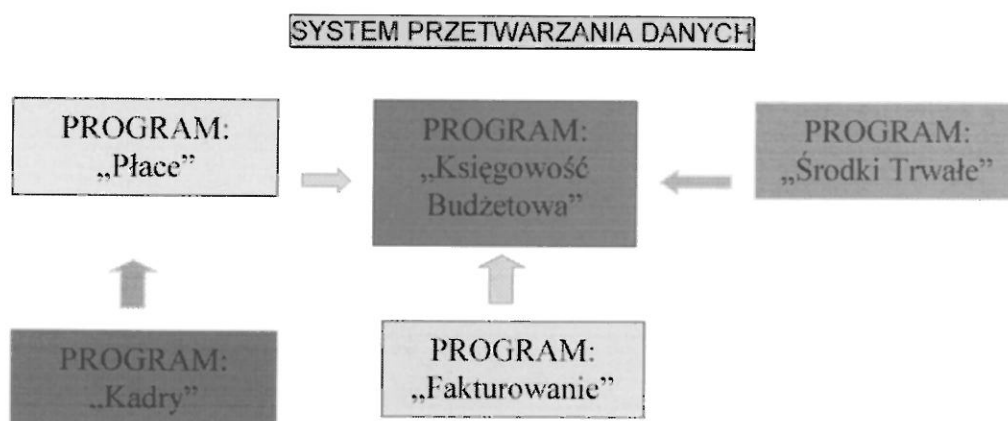 SYSTEM PRZETWARZANIA DANYCH
PROGRAM:
„Płace”
PROGRAM:
„Księgowość
Budżetowa”
PROGRAM:
„Środki Trwałe”
PROGRAM:
„Kadry”
PROGRAM:
„Fakturowanie”